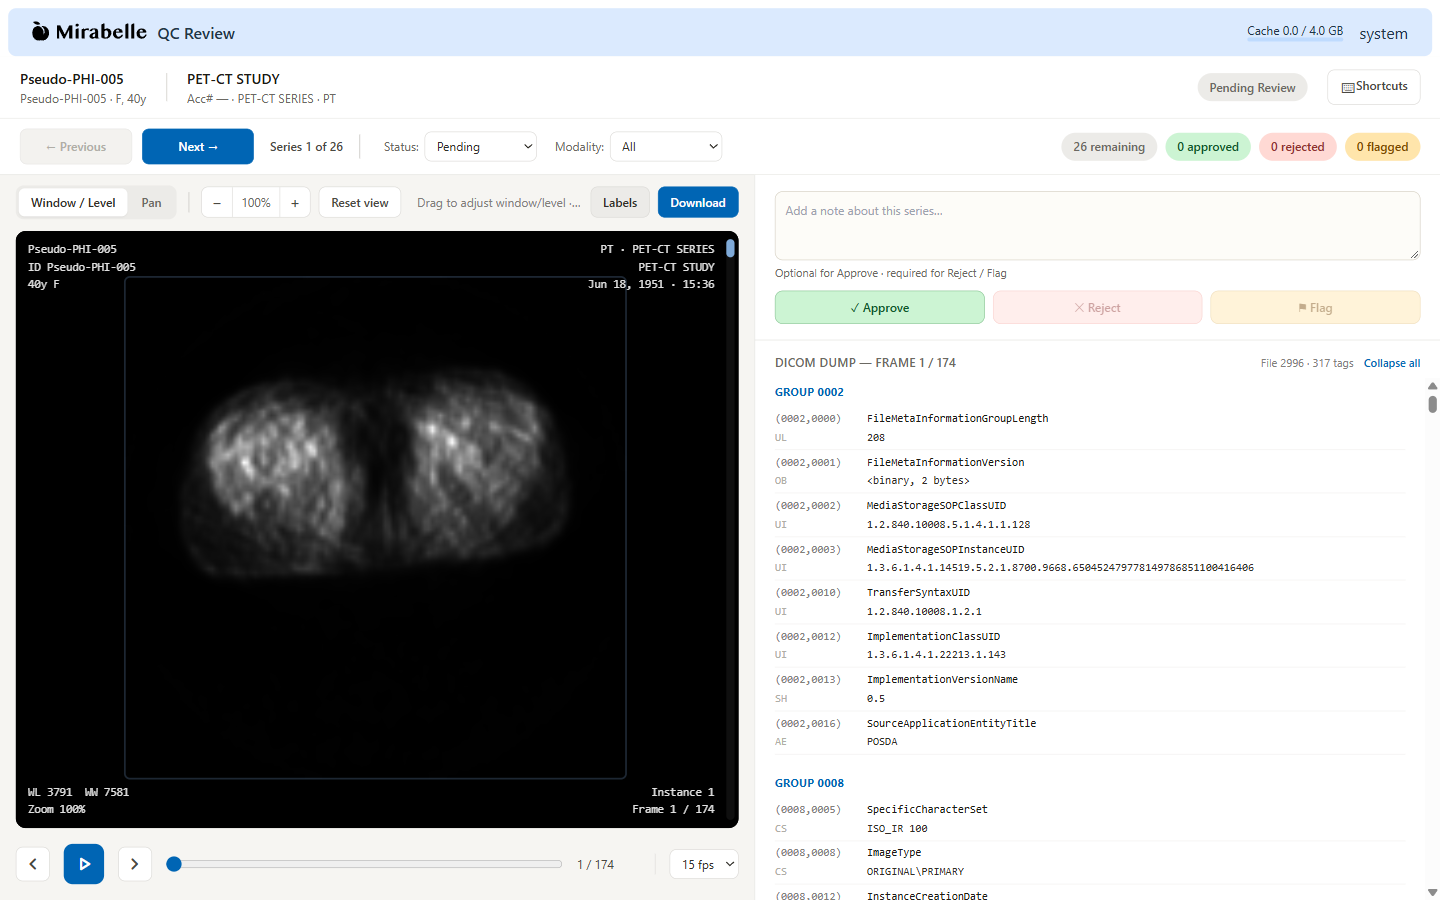 Mirabelle QC Review
Cache 0.0 / 4.0 GB system
Pseudo-PHI-005
Pseudo-PHI-005 · F, 40y
PET-CT STUDY
Acc# — · PET-CT SERIES · PT
Pending Review
Shortcuts
← Previous
Next →
Series 1 of 26
Status: Pending
Modality: All
26 remaining
0 approved
0 rejected
0 flagged
Window / Level
Pan
− 100% +
Reset view
Drag to adjust window/level ·...
Labels
Download
Pseudo-PHI-005
ID Pseudo-PHI-005
40y F
PT · PET-CT SERIES
PET-CT STUDY
Jun 18, 1951 · 15:36
WL 3791 WW 7581
Zoom 100%
Instance 1
Frame 1 / 174
1 / 174
15 fps
Add a note about this series...
Optional for Approve · required for Reject / Flag
✓ Approve
✕ Reject
⚑ Flag
DICOM DUMP — FRAME 1 / 174
File 2996 · 317 tags Collapse all
GROUP 0002
(0002,0000) FileMetaInformationGroupLength
UL 208
(0002,0001) FileMetaInformationVersion
OB <binary, 2 bytes>
(0002,0002) MediaStorageSOPClassUID
UI 1.2.840.10008.5.1.4.1.1.128
(0002,0003) MediaStorageSOPInstanceUID
UI 1.3.6.1.4.1.14519.5.2.1.8700.9668.650452479778149786851100416406
(0002,0010) TransferSyntaxUID
UI 1.2.840.10008.1.2.1
(0002,0012) ImplementationClassUID
UI 1.3.6.1.4.1.22213.1.143
(0002,0013) ImplementationVersionName
SH 0.5
(0002,0016) SourceApplicationEntityTitle
AE POSDA
GROUP 0008
(0008,0005) SpecificCharacterSet
CS ISO_IR 100
(0008,0008) ImageType
CS ORIGINAL\PRIMARY
(0008,0012) InstanceCreationDate